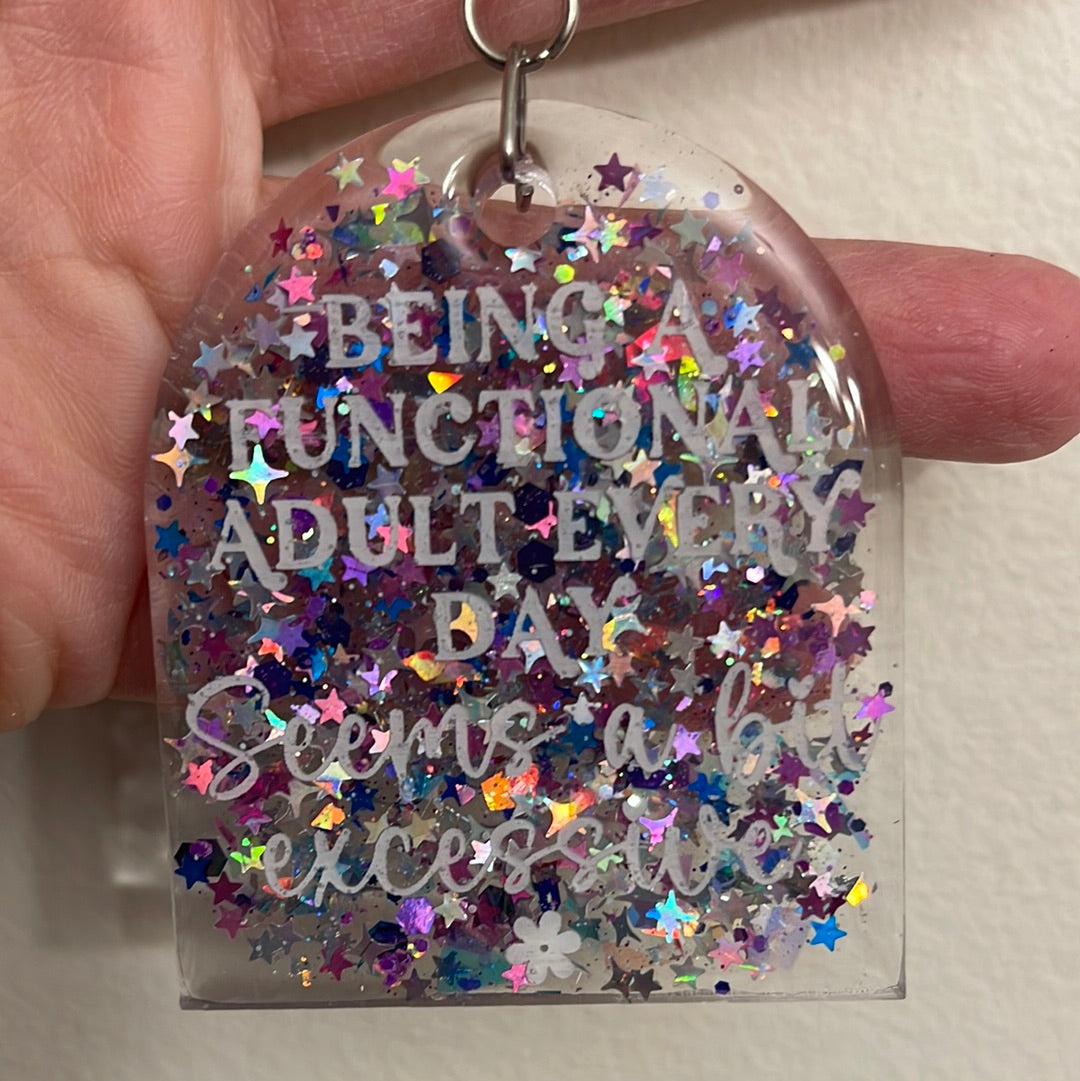 BEING A
FUNCTIONAL
ADULT EVERY
DAY
Seems a bit
excessive